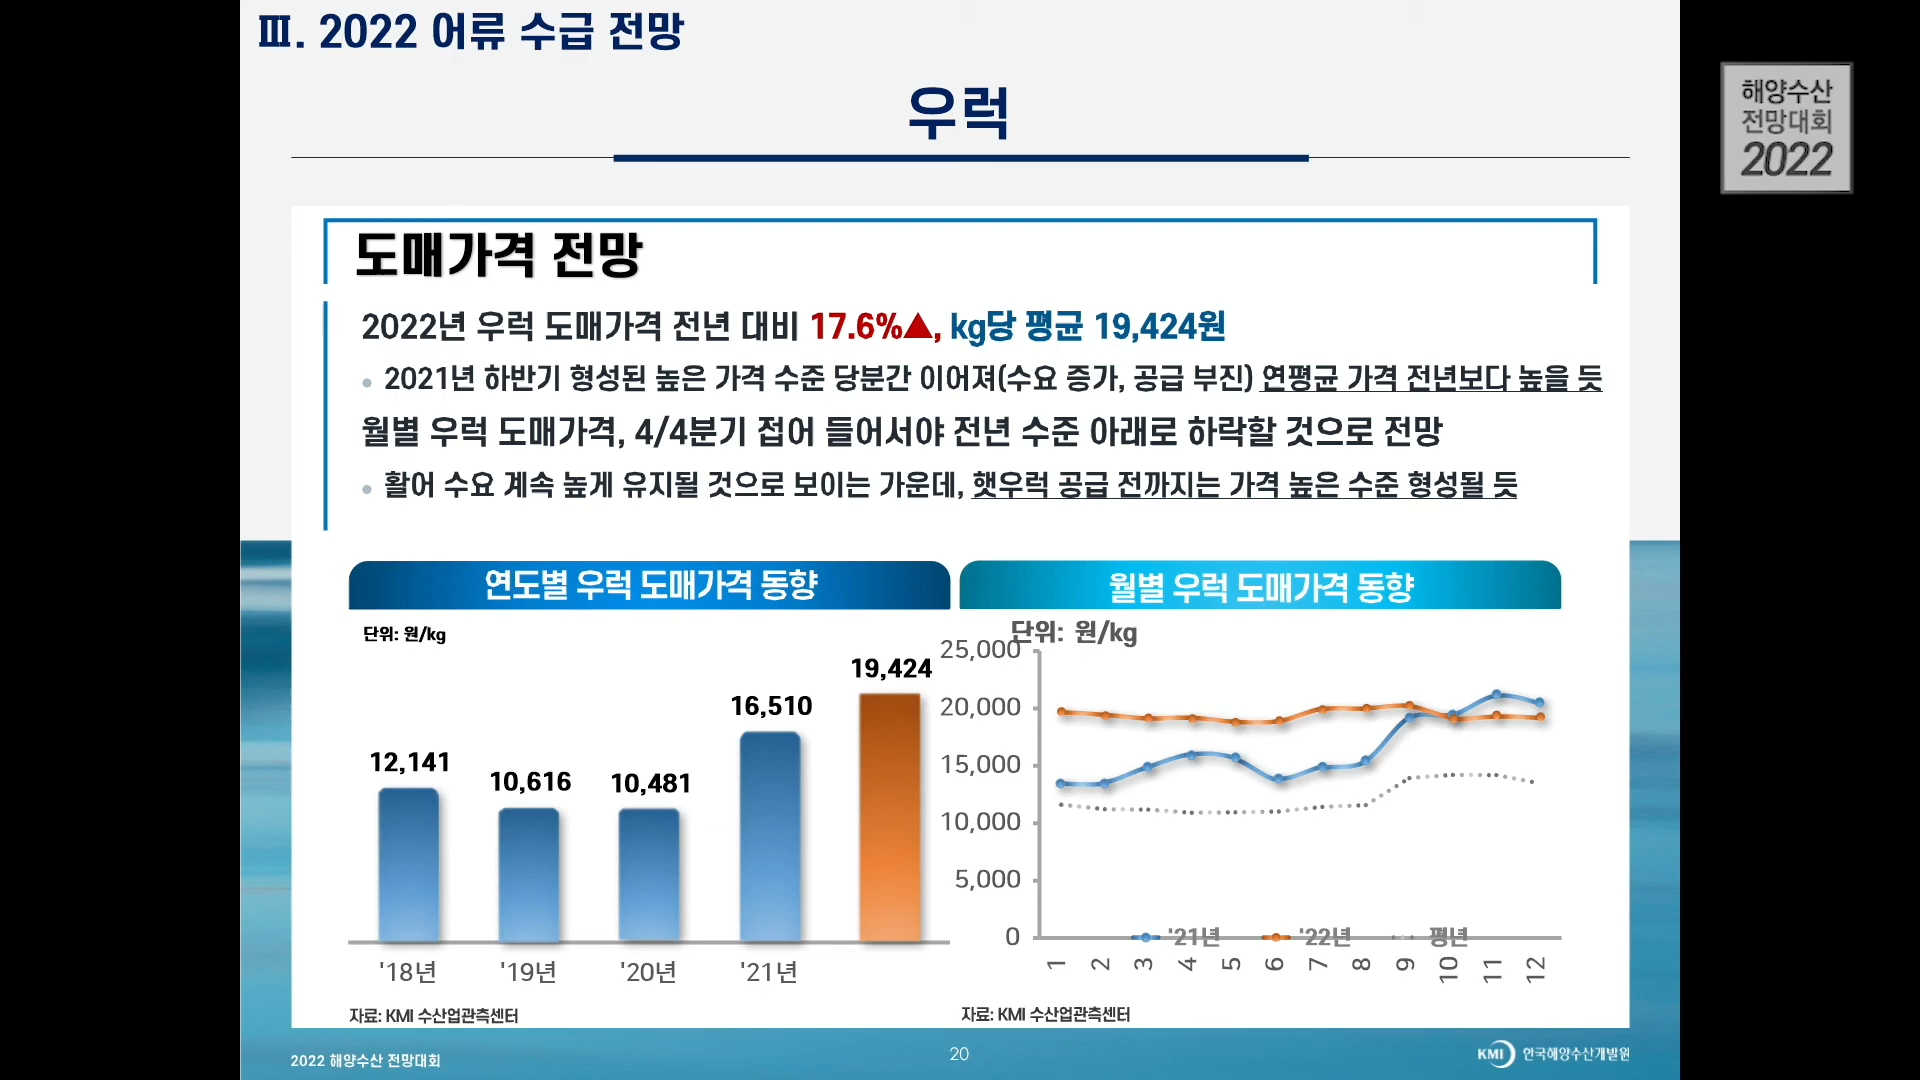 Ⅲ. 2022 어류 수급 전망
우럭
해양수산
전망대회
2022
도매가격 전망
2022년 우럭 도매가격 전년 대비 17.6%▲, kg당 평균 19,424원
• 2021년 하반기 형성된 높은 가격 수준 당분간 이어져(수요 증가, 공급 부진) 연평균 가격 전년보다 높을 듯
월별 우럭 도매가격, 4/4분기 접어 들어서야 전년 수준 아래로 하락할 것으로 전망
• 활어 수요 계속 높게 유지될 것으로 보이는 가운데, 햇우럭 공급 전까지는 가격 높은 수준 형성될 듯
연도별 우럭 도매가격 동향
단위: 원/kg
12,141
10,616
10,481
16,510
19,424
'18년
'19년
'20년
'21년
자료: KMI 수산업관측센터
월별 우럭 도매가격 동향
단위: 원/kg
25,000
20,000
15,000
10,000
5,000
0
'21년 '22년 평년
1 2 3 4 5 6 7 8 9 10 11 12
자료: KMI 수산업관측센터
2022 해양수산 전망대회
20
KMI 한국해양수산개발원